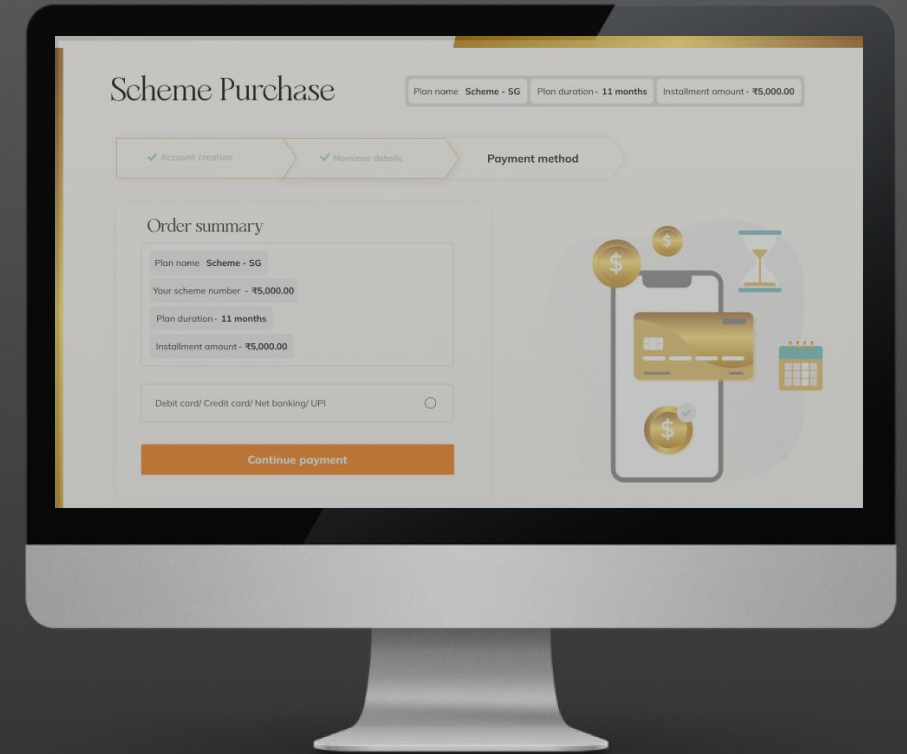 Scheme Purchase
Plan name Scheme - SG Plan duration - 11 months Installment amount - ₹5,000.00
Account creation Nominee details Payment method
Order summary
Plan name Scheme - SG
Your scheme number - ₹5,000.00
Plan duration - 11 months
Installment amount - ₹5,000.00
Debit card/ Credit card/ Net banking/ UPI
Continue payment
$
$
$